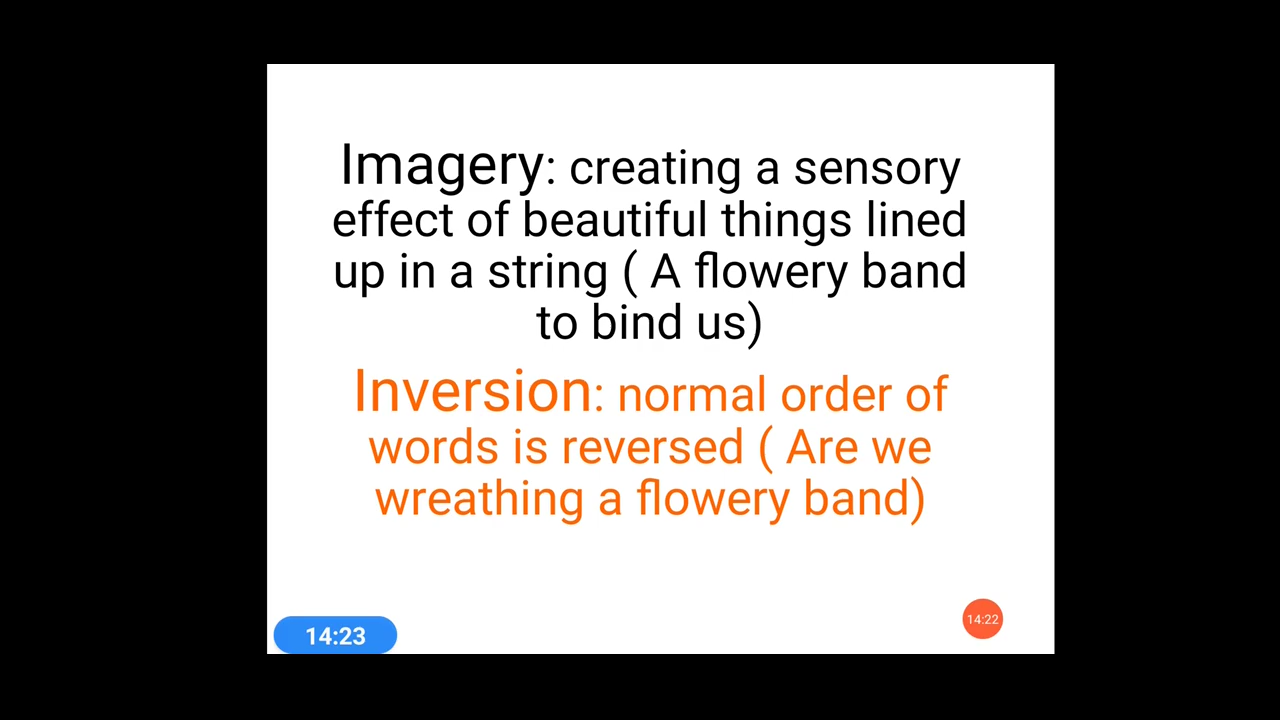 Imagery: creating a sensory
effect of beautiful things lined
up in a string ( A flowery band
to bind us)
Inversion: normal order of
words is reversed ( Are we
wreathing a flowery band)
14:23
14:22